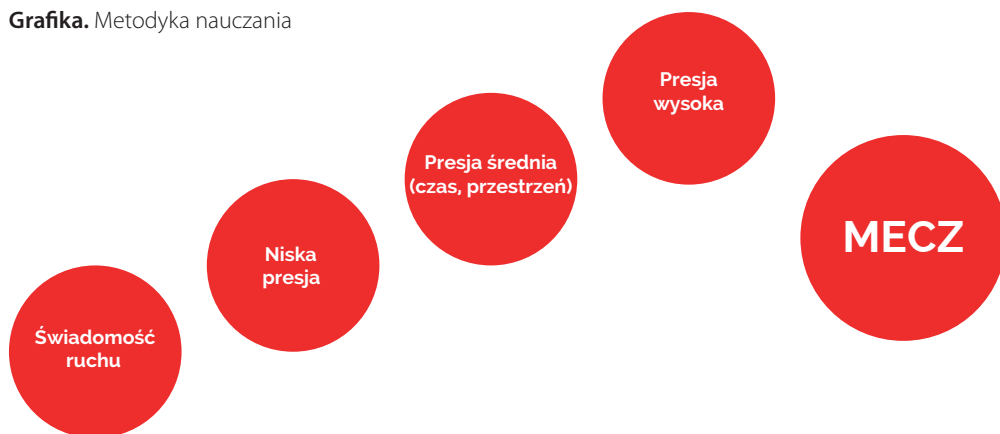 Grafika. Metodyka nauczania
Presja
wysoka
Presja średnia
(czas, przestrzeń)
MECZ
Niska
presja
Świadomość
ruchu